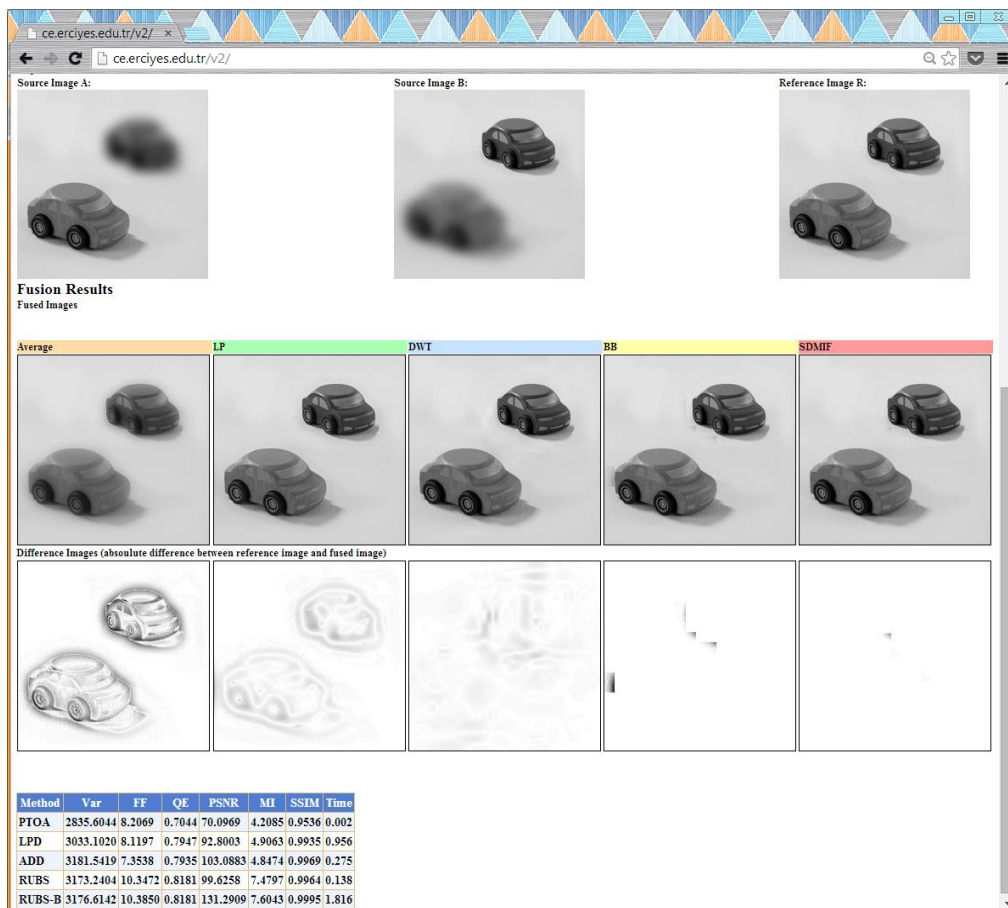 ce.erciyes.edu.tr/v2/
ce.erciyes.edu.tr/v2/
Source Image A: Source Image B: Reference Image R:
Fusion Results
Fused Images
Average LP DWT BB SDMIF
Difference Images (absoulute difference between reference image and fused image)
Method Var FF QE PSNR MI SSIM Time
PTOA 2835.6044 8.2069 0.7044 70.0969 4.2085 0.9536 0.002
LPD 3033.1020 8.1197 0.7947 92.8003 4.9063 0.9935 0.956
ADD 3181.5419 7.3538 0.7935 103.0883 4.8474 0.9969 0.275
RUBS 3173.2404 10.3472 0.8181 99.6258 7.4797 0.9964 0.138
RUBS-B 3176.6142 10.3850 0.8181 131.2909 7.6043 0.9995 1.816